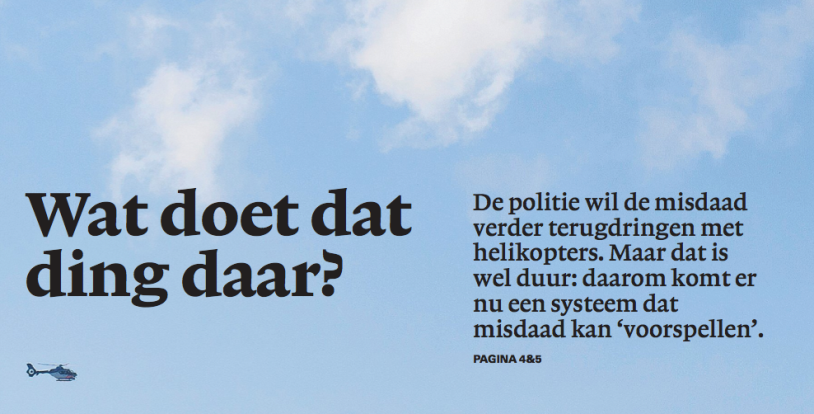 Wat doet dat
ding daar?
De politie wil de misdaad
verder terugdringen met
helikopters. Maar dat is
wel duur: daarom komt er
nu een systeem dat
misdaad kan ‘voorspellen’.
PAGINA 4&5